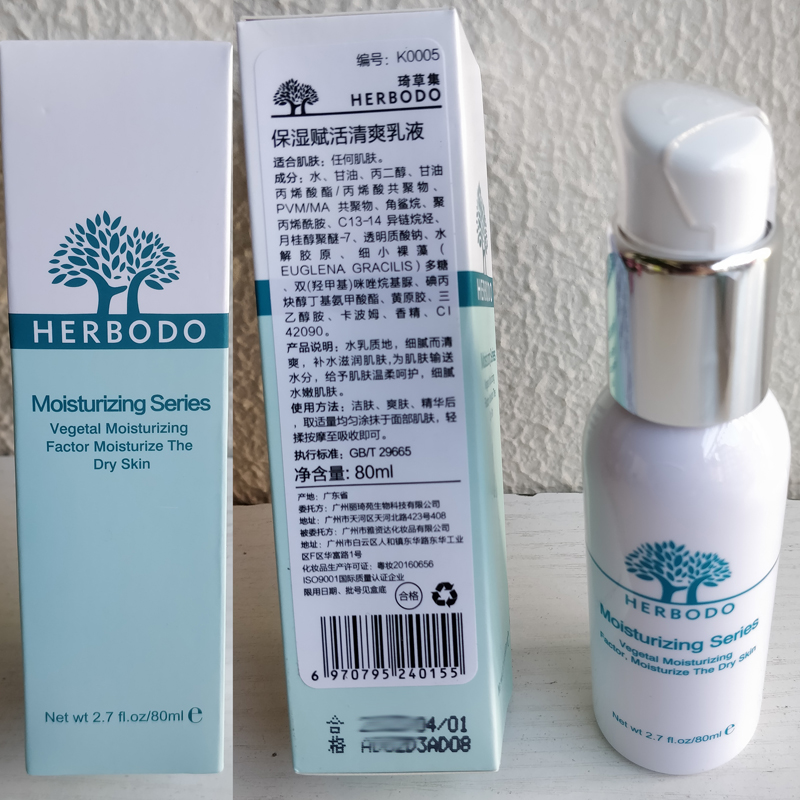 HERBODO
Moisturizing Series
Vegetal Moisturizing
Factor Moisturize The
Dry Skin
Net wt 2.7 fl.oz/80ml ℮
编号：K0005
琦草集
HERBODO
保湿赋活清爽乳液
适合肌肤：任何肌肤。
成分：水、甘油、丙二醇、甘油
丙烯酸酯/丙烯酸共聚物、
PVM/MA 共聚物、角鲨烷、聚
丙烯酰胺、C13-14 异链烷烃、
月桂醇聚醚-7、透明质酸钠、水
解胶原、细小裸藻（
EUGLENA GRACILIS）多糖
、双(羟甲基)咪唑烷基脲、碘丙
炔醇丁基氨甲酸酯、黄原胶、三
乙醇胺、卡波姆、香精、CI
42090。
产品说明：水乳质地，细腻而清
爽，补水滋润肌肤,为肌肤输送
水分，给予肌肤温柔呵护，细腻
水嫩肌肤。
使用方法：洁肤、爽肤、精华后
，取适量均匀涂抹于面部肌肤，轻
揉按摩至吸收即可。
执行标准：GB/T 29665
净含量：80ml
产地：广东省
委托方：广州丽琦苑生物科技有限公司
地址：广州市天河区天河北路423号408
被委托方：广州市雅资达化妆品有限公司
地址：广州市白云区人和镇东华路东华工业
区F区华富路1号
化妆品生产许可证：粤妆20160656
ISO9001国际质量认证企业
限用日期、批号见盒底
合格
6 970795 240155
合格
04/01
3AD08
HERBODO
HERBODO
Moisturizing Series
Vegetal Moisturizing
Factor. Moisturize The Dry Skin
Net wt 2.7 fl.oz/80ml ℮